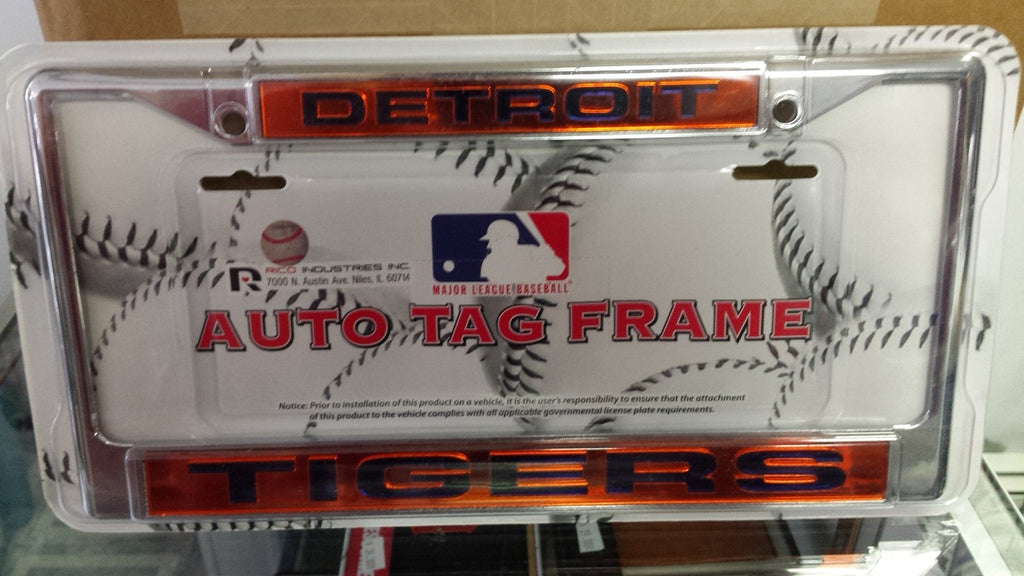 DETROIT
R RICO INDUSTRIES INC.
7000 N. Austin Ave. Niles, IL 60714
MAJOR LEAGUE BASEBALL®
AUTO TAG FRAME
Notice: Prior to installation of this product on a vehicle, it is the user's responsibility to ensure that the attachment
of this product to the vehicle complies with all applicable governmental license plate requirements.
TIGERS